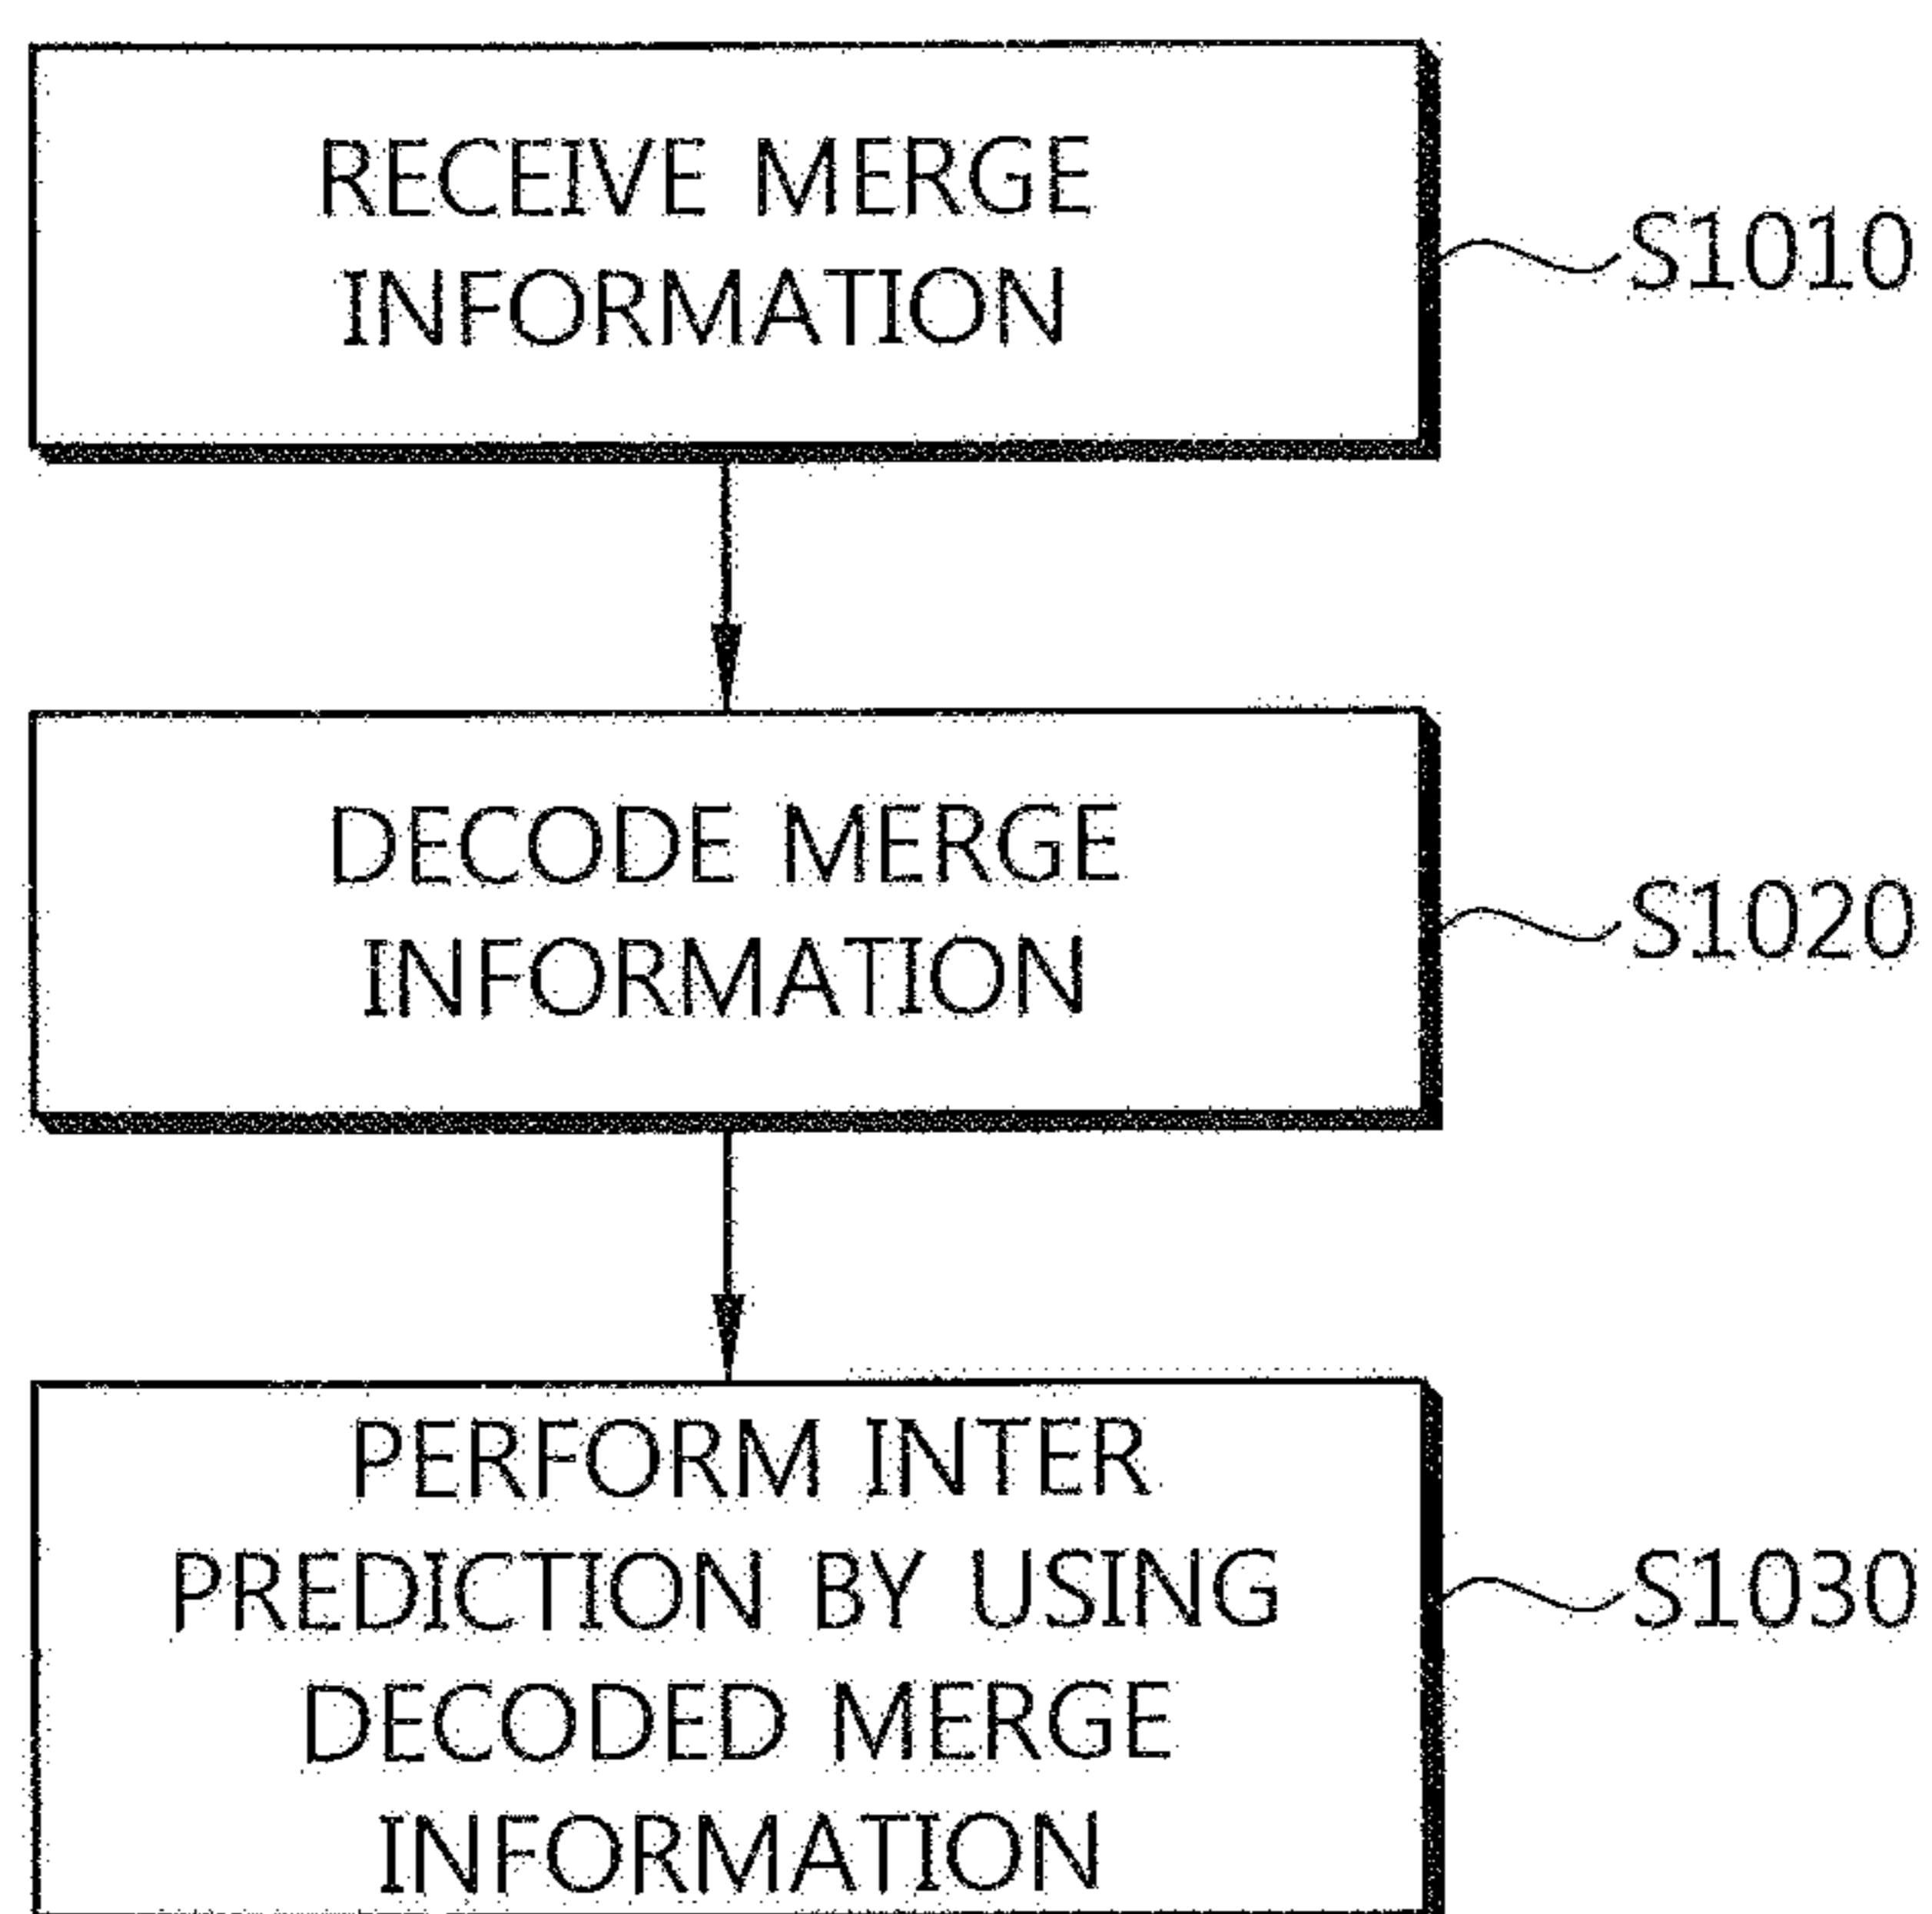 RECEIVE MERGE
INFORMATION
S1010
DECODE MERGE
INFORMATION
S1020
PERFORM INTER
PREDICTION BY USING
DECODED MERGE
INFORMATION
S1030